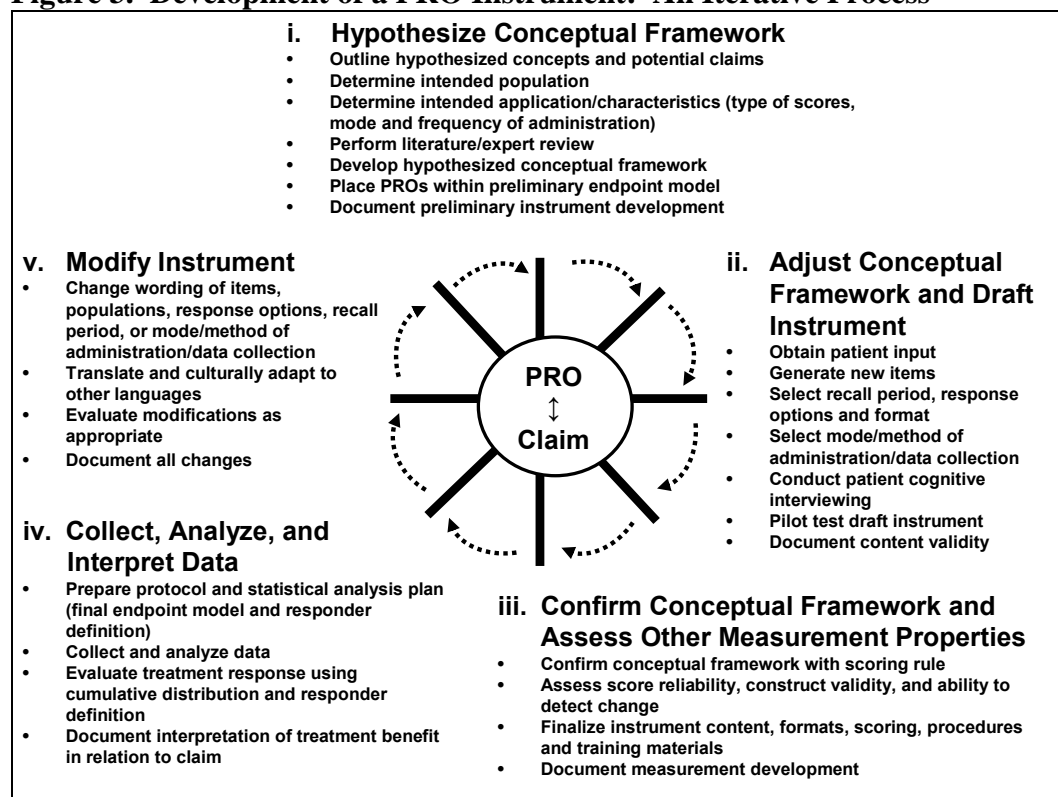 Figure 3. Development of a PRO Instrument: An Iterative Process
i. Hypothesize Conceptual Framework
• Outline hypothesized concepts and potential claims
• Determine intended population
• Determine intended application/characteristics (type of scores,
mode and frequency of administration)
• Perform literature/expert review
• Develop hypothesized conceptual framework
• Place PROs within preliminary endpoint model
• Document preliminary instrument development
ii. Adjust Conceptual
Framework and Draft
Instrument
• Obtain patient input
• Generate new items
• Select recall period, response
options and format
• Select mode/method of
administration/data collection
• Conduct patient cognitive
interviewing
• Pilot test draft instrument
• Document content validity
PRO
↕
Claim
iii. Confirm Conceptual Framework and
Assess Other Measurement Properties
• Confirm conceptual framework with scoring rule
• Assess score reliability, construct validity, and ability to
detect change
• Finalize instrument content, formats, scoring, procedures
and training materials
• Document measurement development
iv. Collect, Analyze, and
Interpret Data
• Prepare protocol and statistical analysis plan
(final endpoint model and responder
definition)
• Collect and analyze data
• Evaluate treatment response using
cumulative distribution and responder
definition
• Document interpretation of treatment benefit
in relation to claim
v. Modify Instrument
• Change wording of items,
populations, response options, recall
period, or mode/method of
administration/data collection
• Translate and culturally adapt to
other languages
• Evaluate modifications as
appropriate
• Document all changes